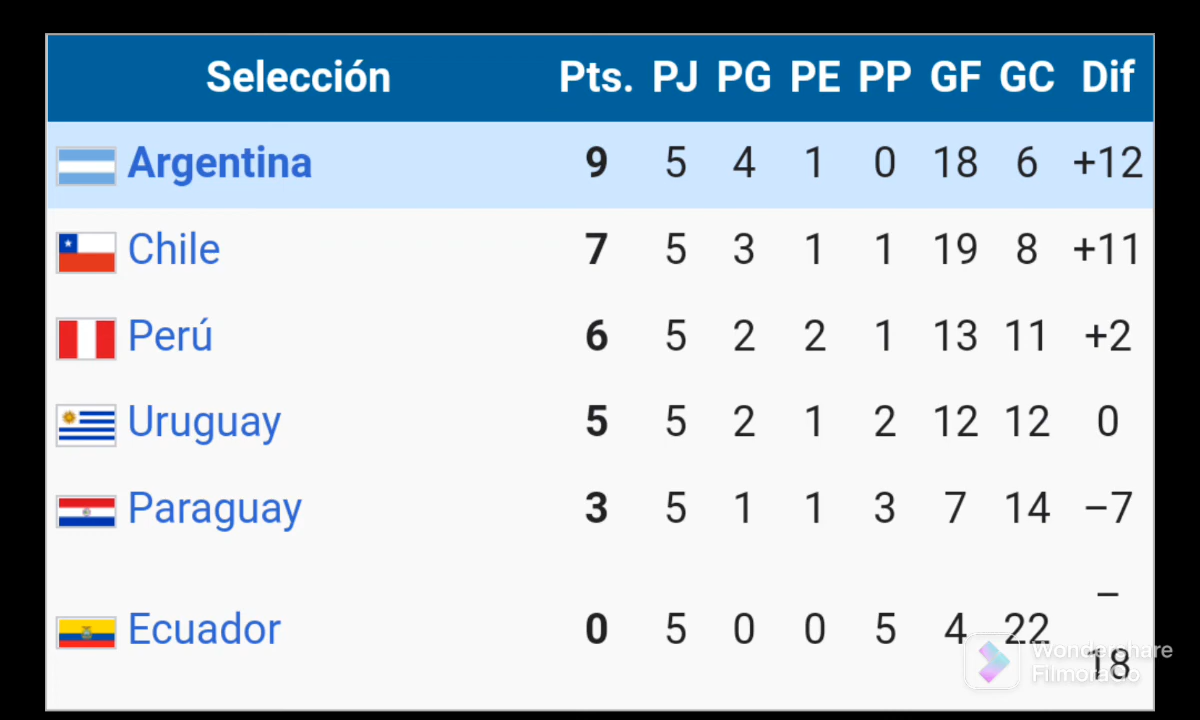 Selección Pts. PJ PG PE PP GF GC Dif
Argentina 9 5 4 1 0 18 6 +12
Chile 7 5 3 1 1 19 8 +11
Perú 6 5 2 2 1 13 11 +2
Uruguay 5 5 2 1 2 12 12 0
Paraguay 3 5 1 1 3 7 14 –7
Ecuador 0 5 0 0 5 4 22 –
18
Wondershare
FilmoraGo